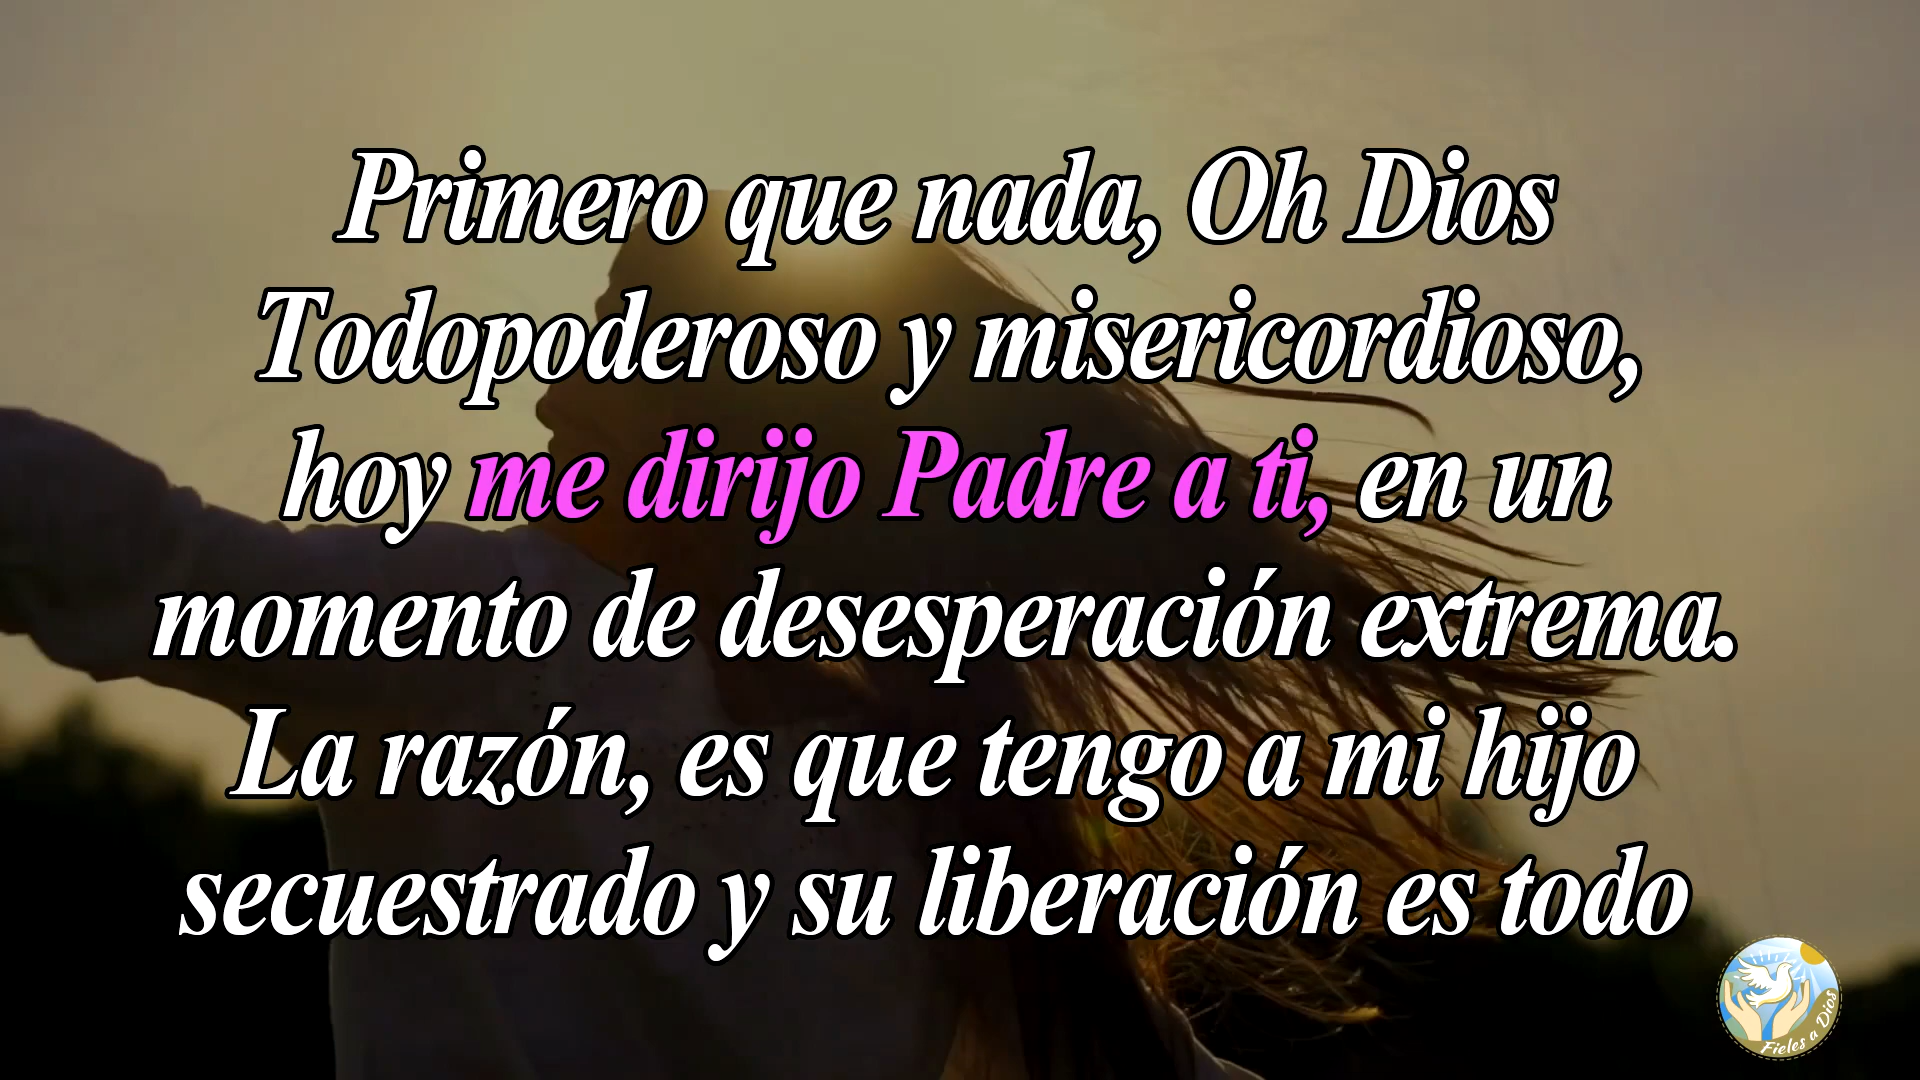 Primero que nada, Oh Dios
Todopoderoso y misericordioso,
hoy me dirijo Padre a ti, en un
momento de desesperación extrema.
La razón, es que tengo a mi hijo
secuestrado y su liberación es todo
Fieles a Dios